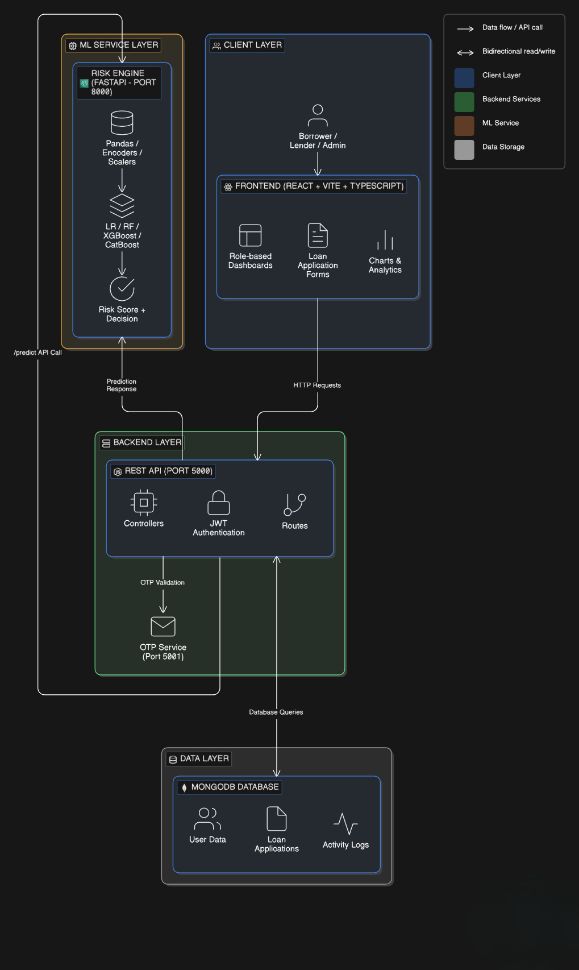 Data flow / API call
Bidirectional read/write
Client Layer
Backend Services
ML Service
Data Storage
ML SERVICE LAYER
RISK ENGINE
(FASTAPI - PORT
8000)
Pandas /
Encoders /
Scalers
LR / RF /
XGBoost /
CatBoost
Risk Score +
Decision
CLIENT LAYER
Borrower /
Lender / Admin
FRONTEND (REACT + VITE + TYPESCRIPT)
Role-based
Dashboards
Loan
Application
Forms
Charts &
Analytics
/predict API Call
Prediction
Response
HTTP Requests
BACKEND LAYER
REST API (PORT 5000)
Controllers
JWT
Authentication
Routes
OTP Validation
OTP Service
(Port 5001)
Database Queries
DATA LAYER
MONGODB DATABASE
User Data
Loan
Applications
Activity Logs